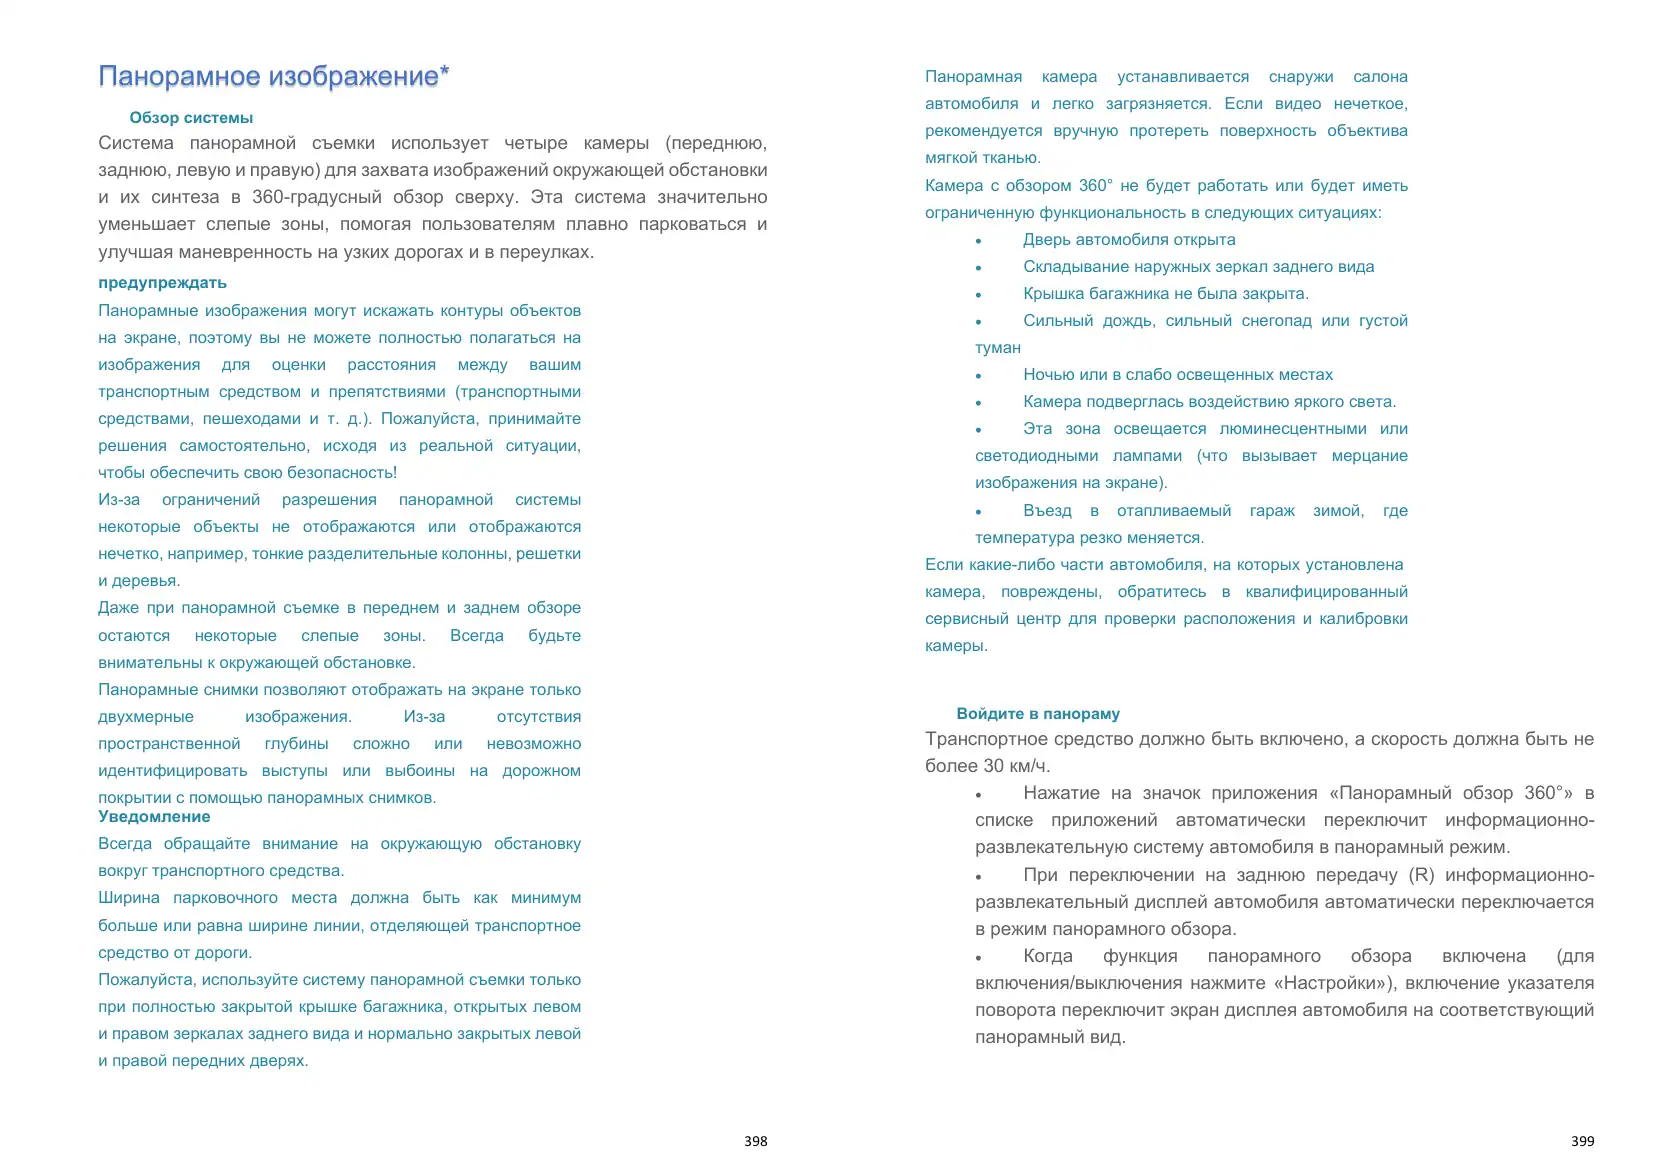 Панорамное изображение*
Обзор системы
Система панорамной съемки использует четыре камеры (переднюю,
заднюю, левую и правую) для захвата изображений окружающей обстановки
и их синтеза в 360-градусный обзор сверху. Эта система значительно
уменьшает слепые зоны, помогая пользователям плавно парковаться и
улучшая маневренность на узких дорогах и в переулках.
предупреждать
Панорамные изображения могут искажать контуры объектов
на экране, поэтому вы не можете полностью полагаться на
изображения для оценки расстояния между вашим
транспортным средством и препятствиями (транспортными
средствами, пешеходами и т. д.). Пожалуйста, принимайте
решения самостоятельно, исходя из реальной ситуации,
чтобы обеспечить свою безопасность!
Из-за ограничений разрешения панорамной системы
некоторые объекты не отображаются или отображаются
нечетко, например, тонкие разделительные колонны, решетки
и деревья.
Даже при панорамной съемке в переднем и заднем обзоре
остаются некоторые слепые зоны. Всегда будьте
внимательны к окружающей обстановке.
Панорамные снимки позволяют отображать на экране только
двухмерные изображения. Из-за отсутствия
пространственной глубины сложно или невозможно
идентифицировать выступы или выбоины на дорожном
покрытии с помощью панорамных снимков.
Уведомление
Всегда обращайте внимание на окружающую обстановку
вокруг транспортного средства.
Ширина парковочного места должна быть как минимум
больше или равна ширине линии, отделяющей транспортное
средство от дороги.
Пожалуйста, используйте систему панорамной съемки только
при полностью закрытой крышке багажника, открытых левом
и правом зеркалах заднего вида и нормально закрытых левой
и правой передних дверях.
398
Панорамная камера устанавливается снаружи салона
автомобиля и легко загрязняется. Если видео нечеткое,
рекомендуется вручную протереть поверхность объектива
мягкой тканью.
Камера с обзором 360° не будет работать или будет иметь
ограниченную функциональность в следующих ситуациях:
• Дверь автомобиля открыта
• Складывание наружных зеркал заднего вида
• Крышка багажника не была закрыта.
• Сильный дождь, сильный снегопад или густой
туман
• Ночью или в слабо освещенных местах
• Камера подверглась воздействию яркого света.
• Эта зона освещается люминесцентными или
светодиодными лампами (что вызывает мерцание
изображения на экране).
• Въезд в отапливаемый гараж зимой, где
температура резко меняется.
Если какие-либо части автомобиля, на которых установлена
камера, повреждены, обратитесь в квалифицированный
сервисный центр для проверки расположения и калибровки
камеры.
Войдите в панораму
Транспортное средство должно быть включено, а скорость должна быть не
более 30 км/ч.
• Нажатие на значок приложения «Панорамный обзор 360°» в
списке приложений автоматически переключит информационно-
развлекательную систему автомобиля в панорамный режим.
• При переключении на заднюю передачу (R) информационно-
развлекательный дисплей автомобиля автоматически переключается
в режим панорамного обзора.
• Когда функция панорамного обзора включена (для
включения/выключения нажмите «Настройки»), включение указателя
поворота переключит экран дисплея автомобиля на соответствующий
панорамный вид.
399